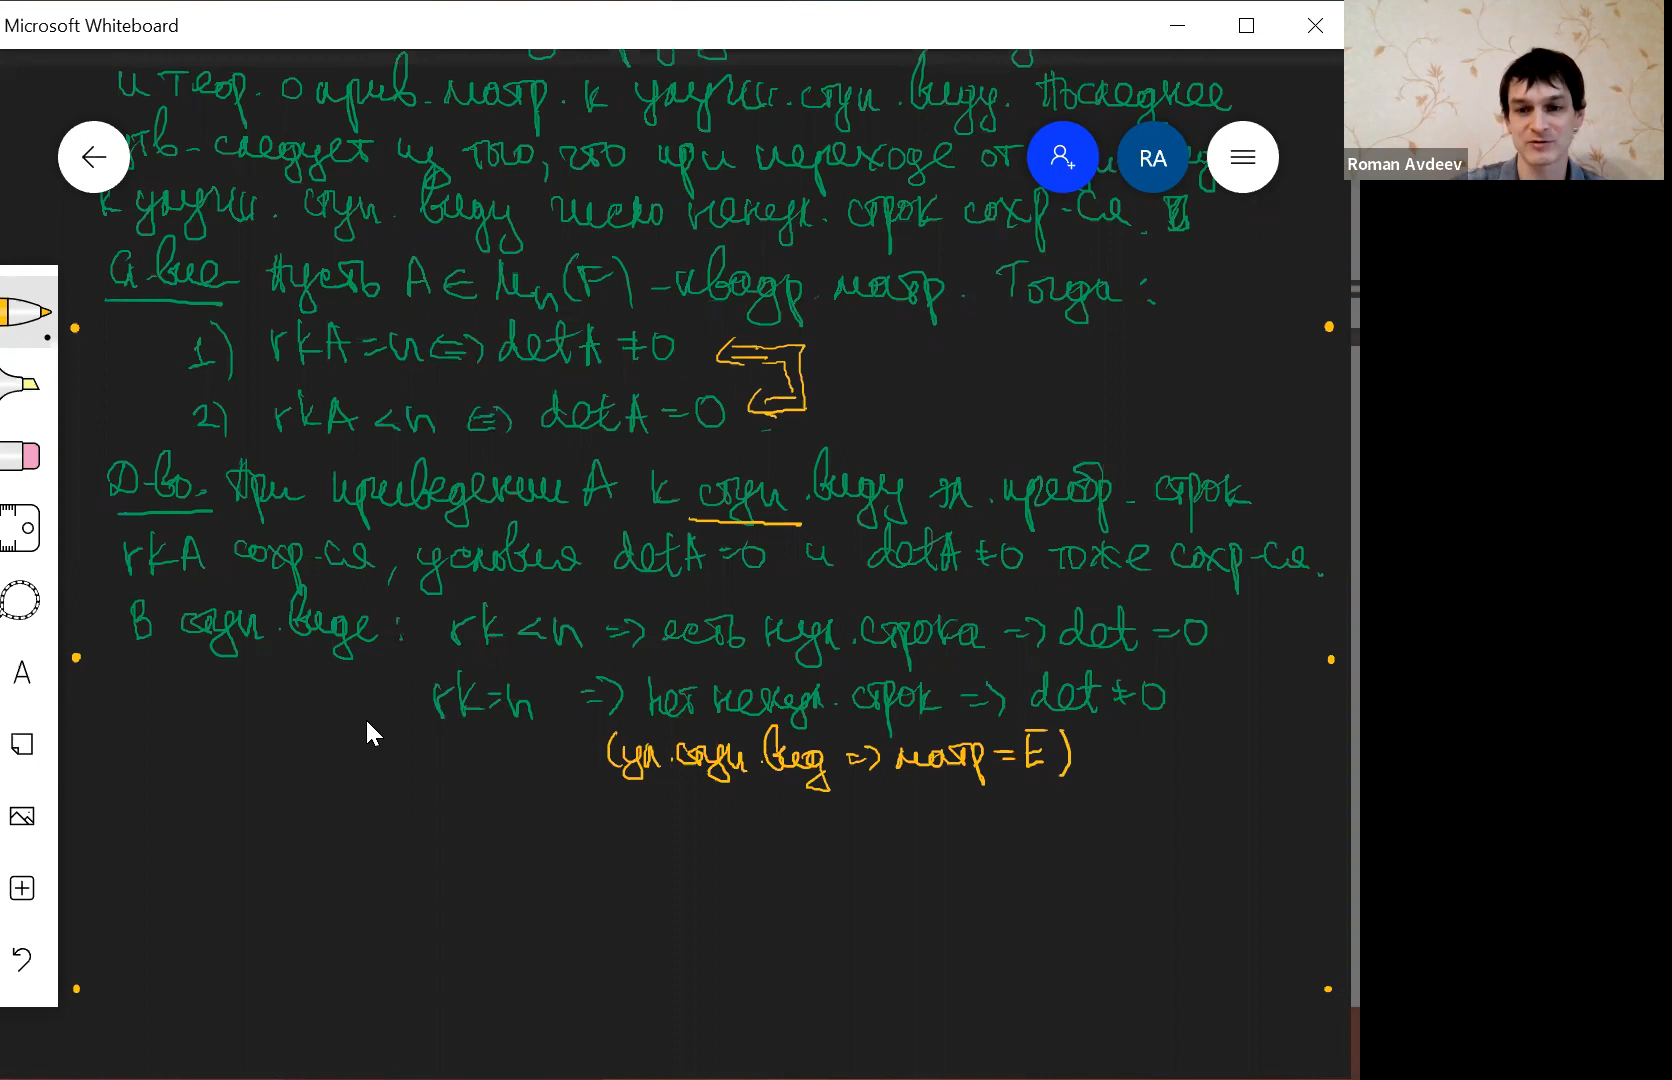 Microsoft Whiteboard
и теор. о прив. матр. к улучш. ступ. виду. Последнее
следует из того, что при переходе от
к улучш. ступ. виду число ненул. строк сохр-ся.
RA
Roman Avdeev
Сл-вие Пусть A ∈ Mn(F) – квадр. матр. Тогда:
1) rkA = n ⇔ detA ≠ 0
2) rkA < n ⇔ detA = 0
Д-во. При приведении A к ступ. виду эл. преобр. строк
rkA сохр-ся, условия detA = 0 и detA ≠ 0 тоже сохр-ся.
В ступ. виде: rk < n ⇒ есть нул. строка ⇒ det = 0
rk = n ⇒ нет ненул. строк ⇒ det ≠ 0
(ул. ступ. вид ⇒ матр = E)
A